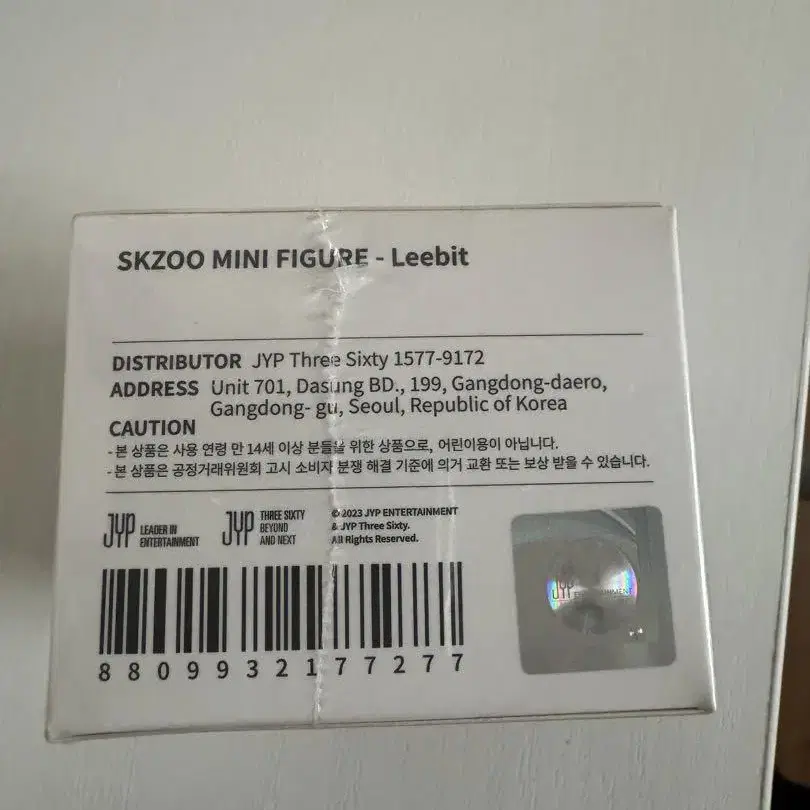 SKZOO MINI FIGURE - Leebit
DISTRIBUTOR JYP Three Sixty 1577-9172
ADDRESS Unit 701, Dasung BD., 199, Gangdong-daero,
Gangdong- gu, Seoul, Republic of Korea
CAUTION
- 본 상품은 사용 연령 만 14세 이상 분들을 위한 상품으로, 어린이용이 아닙니다.
- 본 상품은 공정거래위원회 고시 소비자 분쟁 해결 기준에 의거 교환 또는 보상 받을 수 있습니다.
JYP LEADER IN
ENTERTAINMENT
JYP THREE SIXTY
BEYOND
AND NEXT
© 2023 JYP ENTERTAINMENT
& JYP Three Sixty.
All Rights Reserved.
8809932177277
JYP ENTERTAINMENT